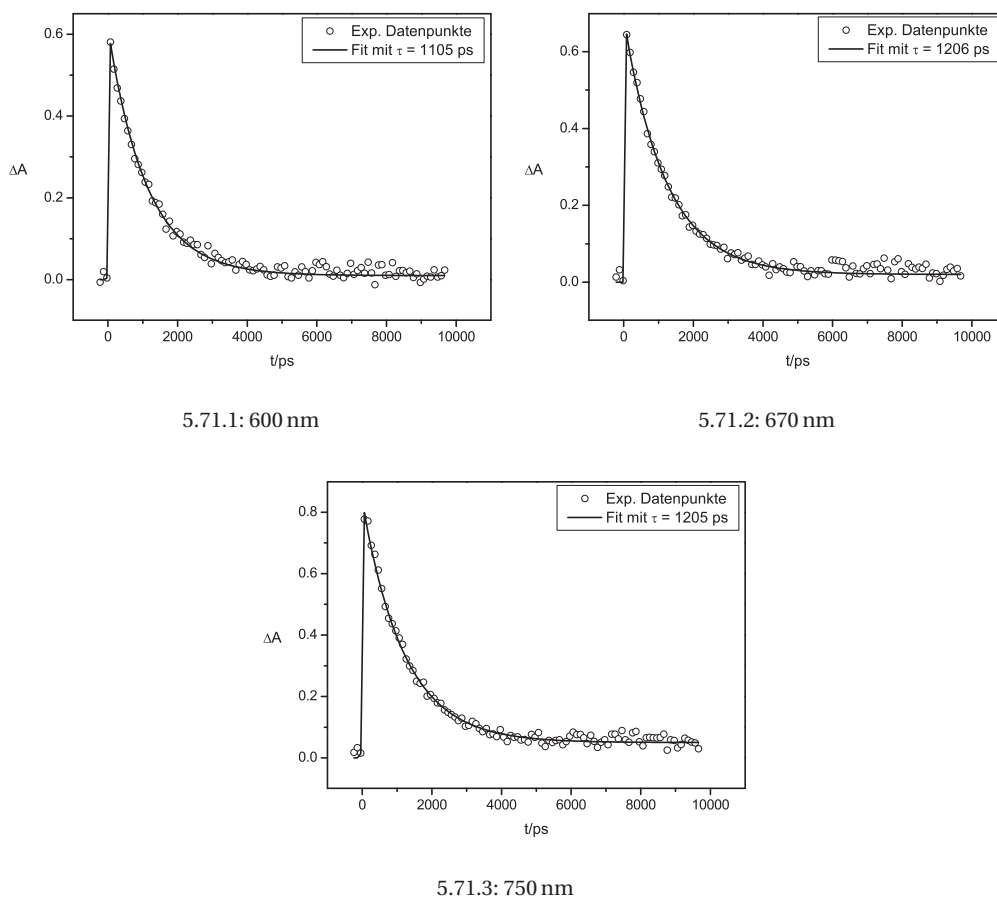 Exp. Datenpunkte
Fit mit τ = 1105 ps
0.6
0.4
ΔA
0.2
0.0
0 2000 4000 6000 8000 10000
t/ps
5.71.1: 600 nm
Exp. Datenpunkte
Fit mit τ = 1206 ps
0.6
0.4
ΔA
0.2
0.0
0 2000 4000 6000 8000 10000
t/ps
5.71.2: 670 nm
Exp. Datenpunkte
Fit mit τ = 1205 ps
0.8
0.6
0.4
ΔA
0.2
0.0
0 2000 4000 6000 8000 10000
t/ps
5.71.3: 750 nm